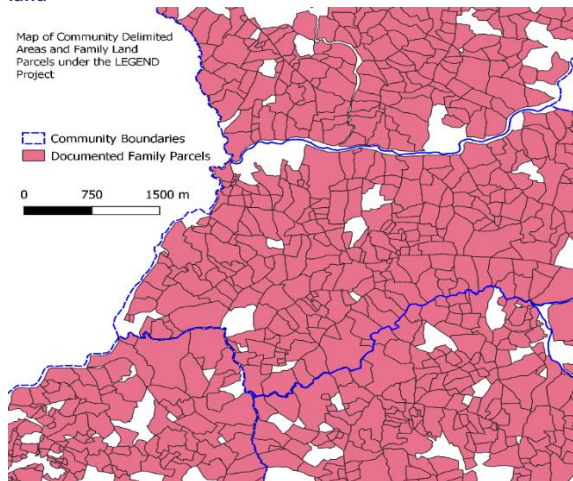 land
Map of Community Delimited
Areas and Family Land
Parcels under the LEGEND
Project
Community Boundaries
Documented Family Parcels
0 750 1500 m